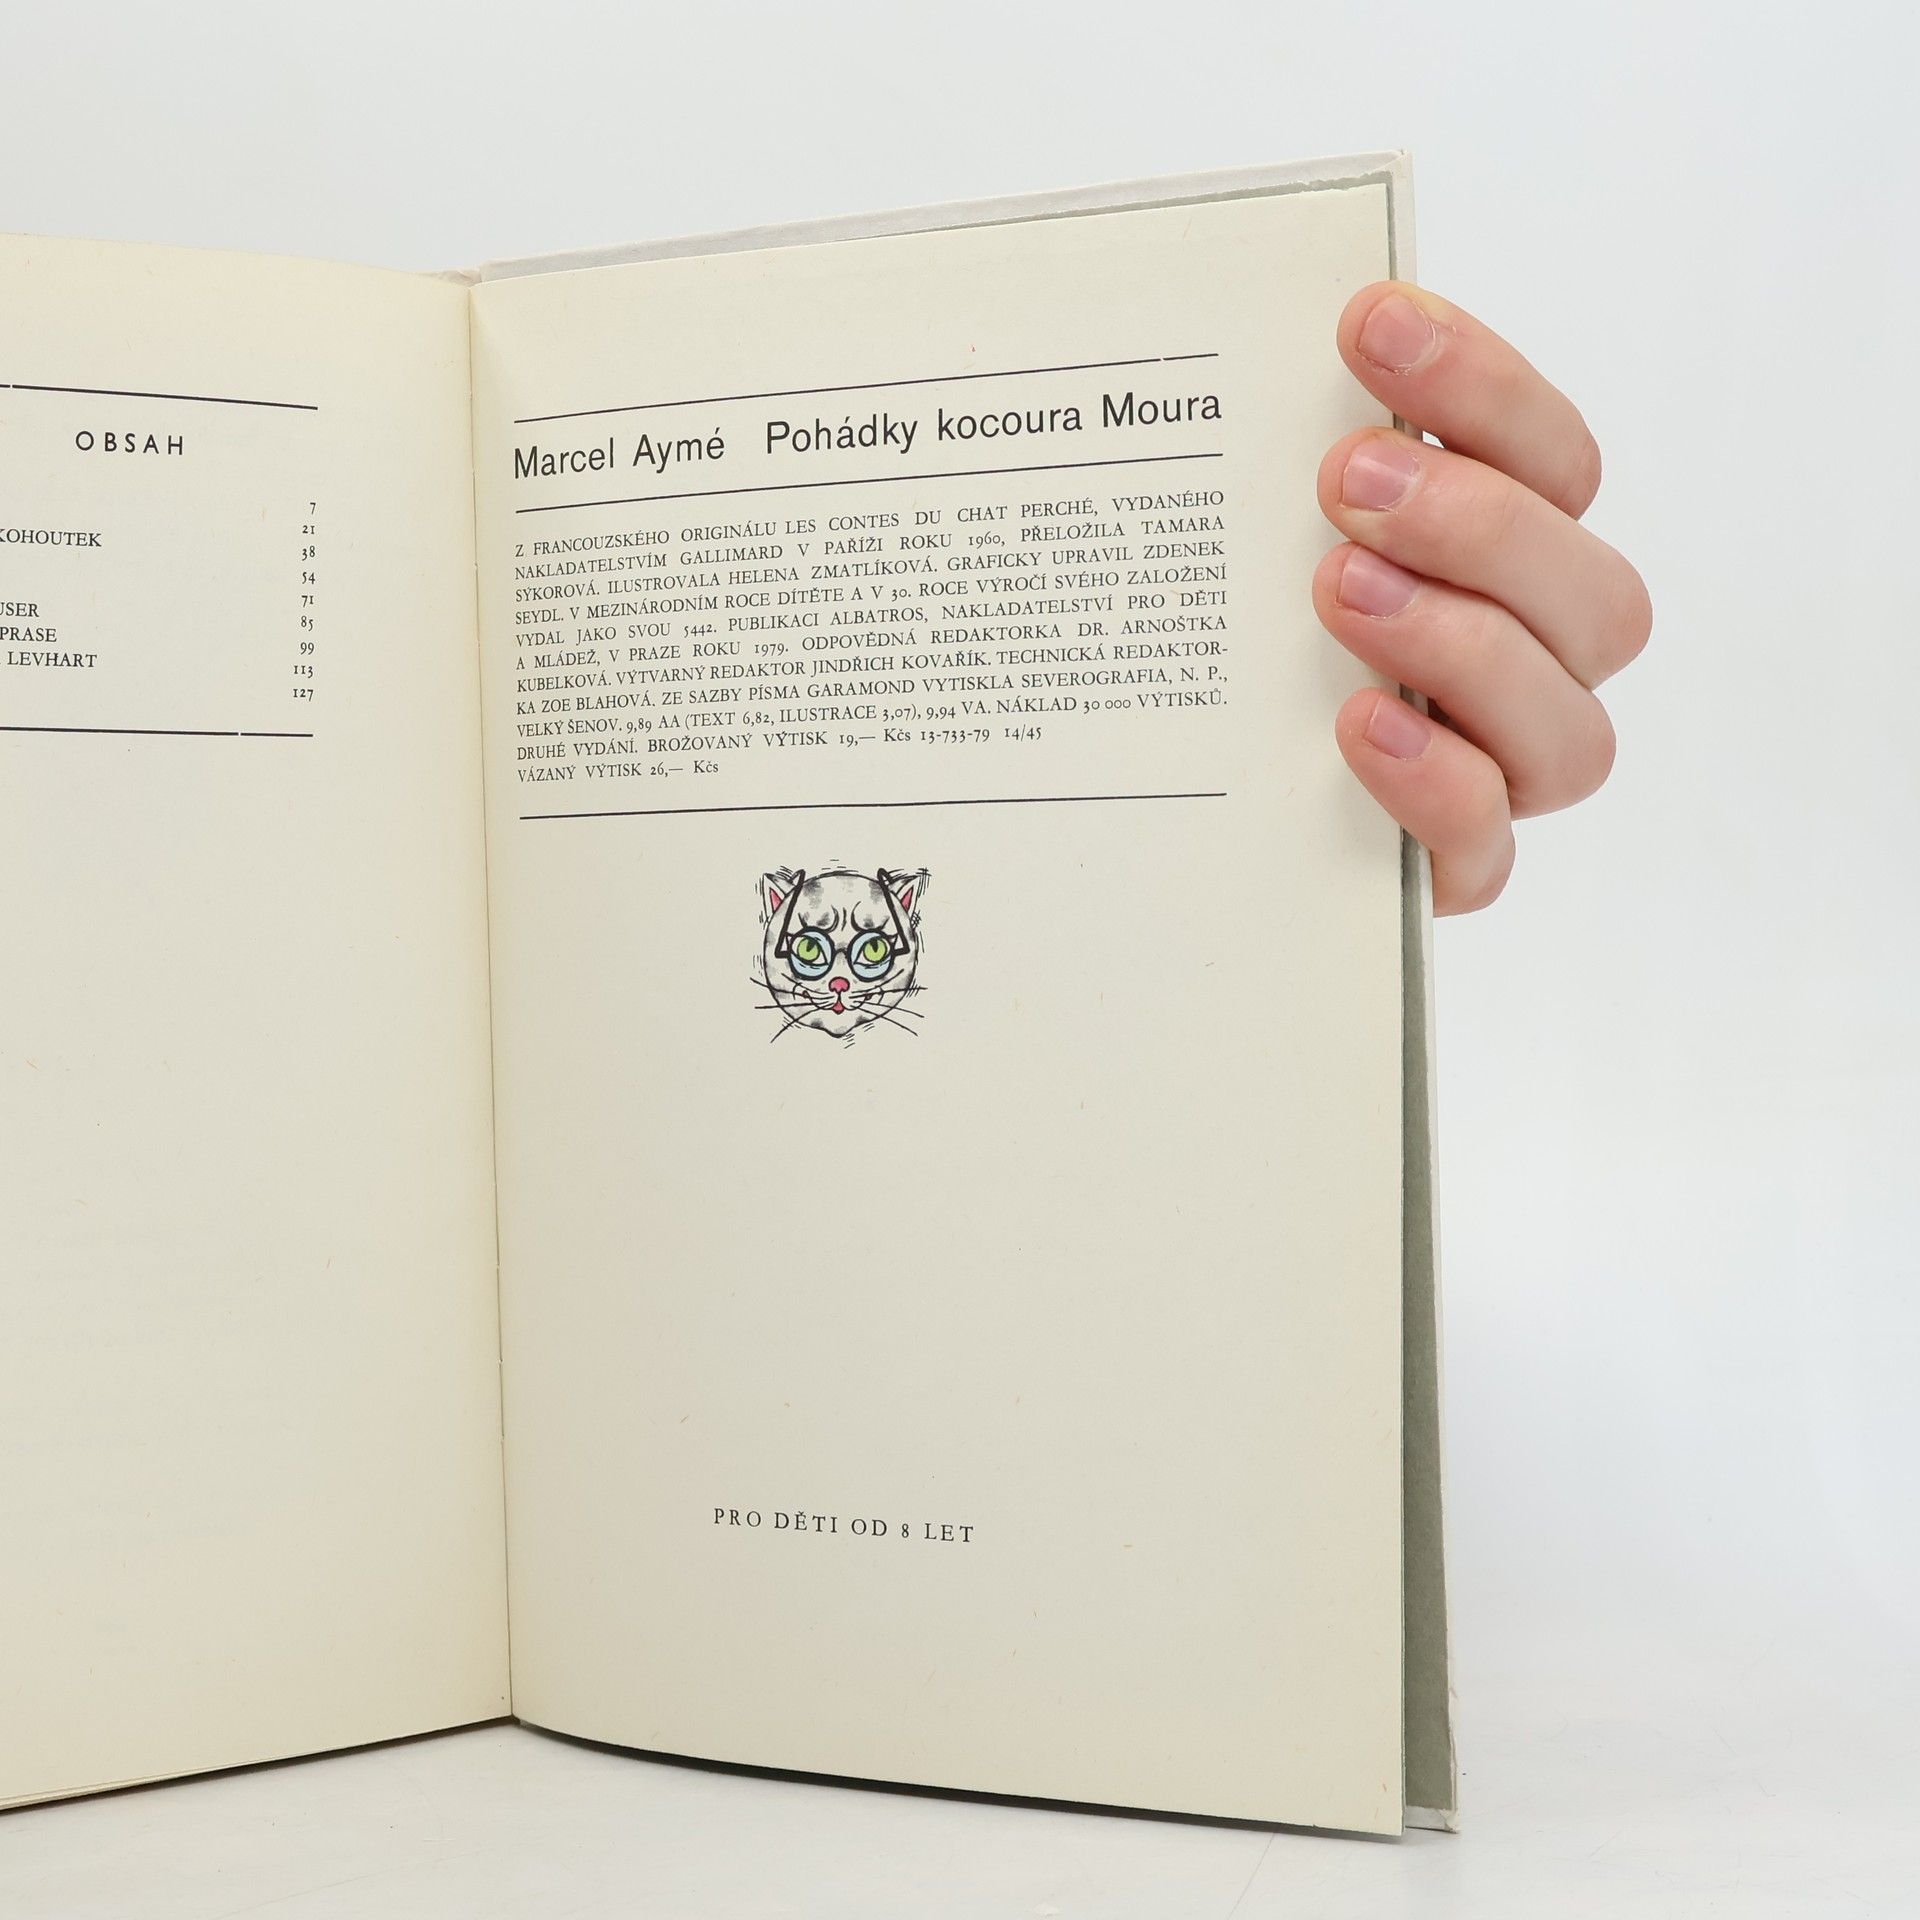 OBSAH
7
KOHOUTEK 21
38
54
USER 71
PRASE 85
LEVHART 99
113
127
Marcel Aymé Pohádky kocoura Moura
Z FRANCOUZSKÉHO ORIGINÁLU LES CONTES DU CHAT PERCHÉ, VYDANÉHO
NAKLADATELSTVÍM GALLIMARD V PAŘÍŽI ROKU 1960, PŘELOŽILA TAMARA
SÝKOROVÁ. ILUSTROVALA HELENA ZMATLÍKOVÁ. GRAFICKY UPRAVIL ZDENEK
SEYDL. V MEZINÁRODNÍM ROCE DÍTĚTE A V 30. ROCE VÝROČÍ SVÉHO ZALOŽENÍ
VYDAL JAKO SVOU 5442. PUBLIKACI ALBATROS, NAKLADATELSTVÍ PRO DĚTI
A MLÁDEŽ, V PRAZE ROKU 1979. ODPOVĚDNÁ REDAKTORKA DR. ARNOŠTKA
KUBELKOVÁ. VÝTVARNÝ REDAKTOR JINDŘICH KOVAŘÍK. TECHNICKÁ REDAKTOR-
KA ZOE BLAHOVÁ. ZE SAZBY PÍSMA GARAMOND VYTISKLA SEVEROGRAFIA, N. P.,
VELKÝ ŠENOV. 9,89 AA (TEXT 6,82, ILUSTRACE 3,07), 9,94 VA. NÁKLAD 30 000 VÝTISKŮ.
DRUHÉ VYDÁNÍ. BROŽOVANÝ VÝTISK 19,— Kčs 13-733-79 14/45
VÁZANÝ VÝTISK 26,— Kčs
PRO DĚTI OD 8 LET